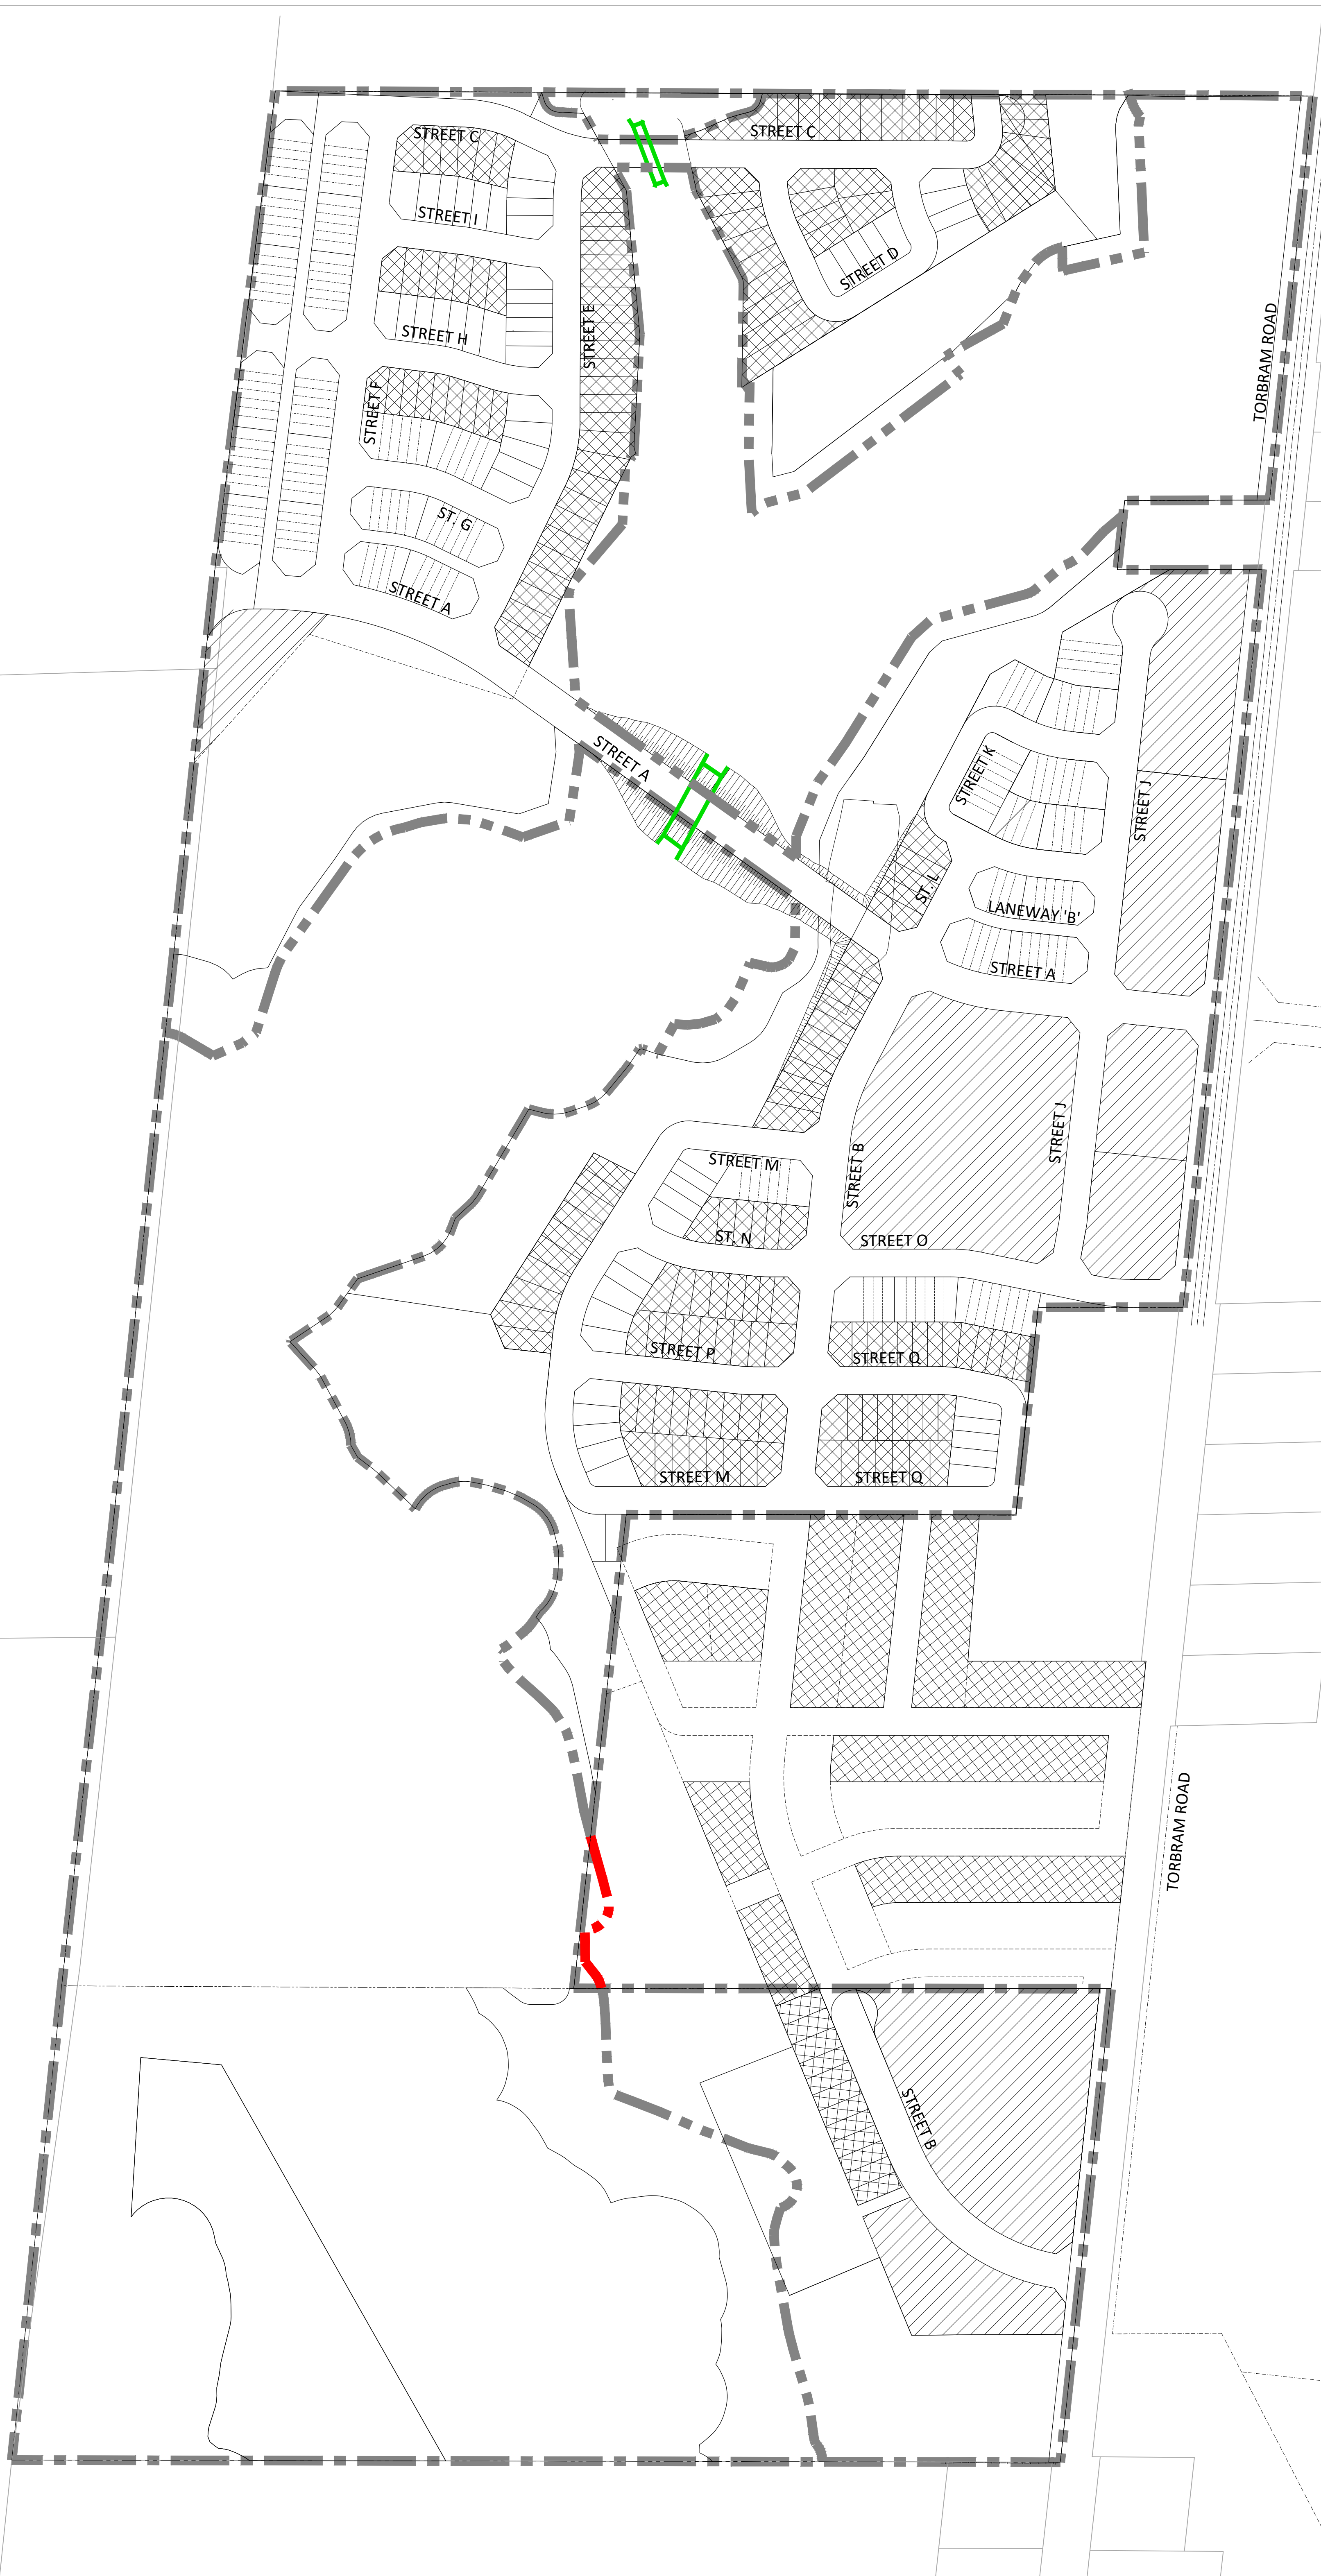 STREET C
STREET C
STREET I
STREET D
STREET E
STREET H
TORBRAM ROAD
STREET F
ST. G
STREET A
STREET A
STREET K
STREET J
ST. L
LANEWAY 'B'
STREET A
STREET J
STREET M
STREET B
ST. N
STREET O
STREET P
STREET Q
STREET M
STREET Q
TORBRAM ROAD
STREET B